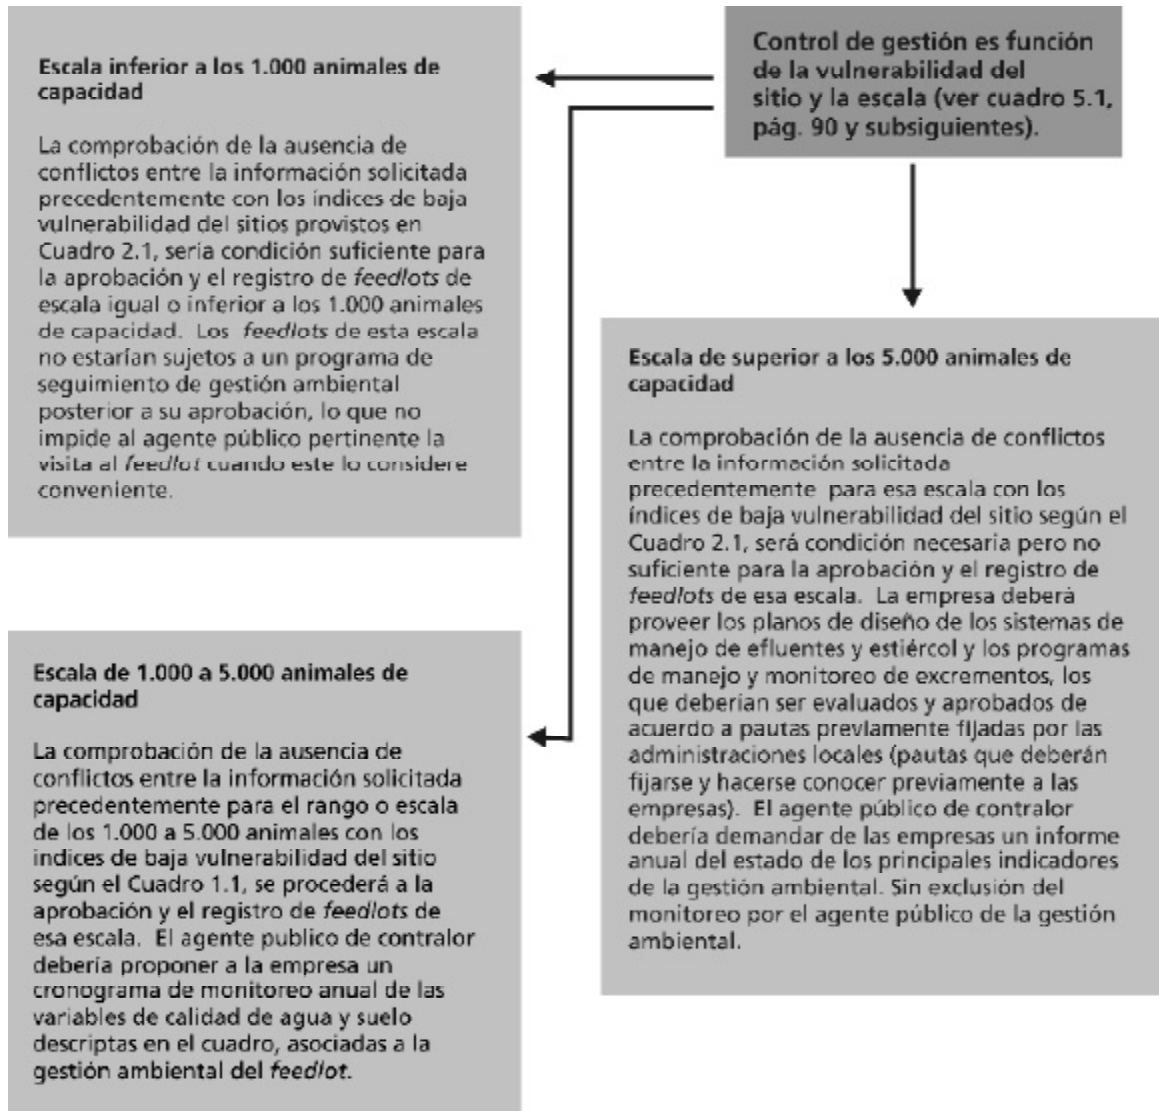 Control de gestión es función
de la vulnerabilidad del
sitio y la escala (ver cuadro 5.1,
pág. 90 y subsiguientes).
Escala inferior a los 1.000 animales de
capacidad
La comprobación de la ausencia de
conflictos entre la información solicitada
precedentemente con los índices de baja
vulnerabilidad del sitios provistos en
Cuadro 2.1, sería condición suficiente para
la aprobación y el registro de feedlots de
escala igual o inferior a los 1.000 animales
de capacidad. Los feedlots de esta escala
no estarían sujetos a un programa de
seguimiento de gestión ambiental
posterior a su aprobación, lo que no
impide al agente público pertinente la
visita al feedlot cuando este lo considere
conveniente.
Escala de 1.000 a 5.000 animales de
capacidad
La comprobación de la ausencia de
conflictos entre la información solicitada
precedentemente para el rango o escala
de los 1.000 a 5.000 animales con los
índices de baja vulnerabilidad del sitio
según el Cuadro 1.1, se procederá a la
aprobación y el registro de feedlots de
esa escala. El agente publico de contralor
debería proponer a la empresa un
cronograma de monitoreo anual de las
variables de calidad de agua y suelo
descriptas en el cuadro, asociadas a la
gestión ambiental del feedlot.
Escala de superior a los 5.000 animales de
capacidad
La comprobación de la ausencia de conflictos
entre la información solicitada
precedentemente para esa escala con los
índices de baja vulnerabilidad del sitio según el
Cuadro 2.1, será condición necesaria pero no
suficiente para la aprobación y el registro de
feedlots de esa escala. La empresa deberá
proveer los planos de diseño de los sistemas de
manejo de efluentes y estiércol y los programas
de manejo y monitoreo de excrementos, los
que deberían ser evaluados y aprobados de
acuerdo a pautas previamente fijadas por las
administraciones locales (pautas que deberán
fijarse y hacerse conocer previamente a las
empresas). El agente público de contralor
debería demandar de las empresas un informe
anual del estado de los principales indicadores
de la gestión ambiental. Sin exclusión del
monitoreo por el agente público de la gestión
ambiental.